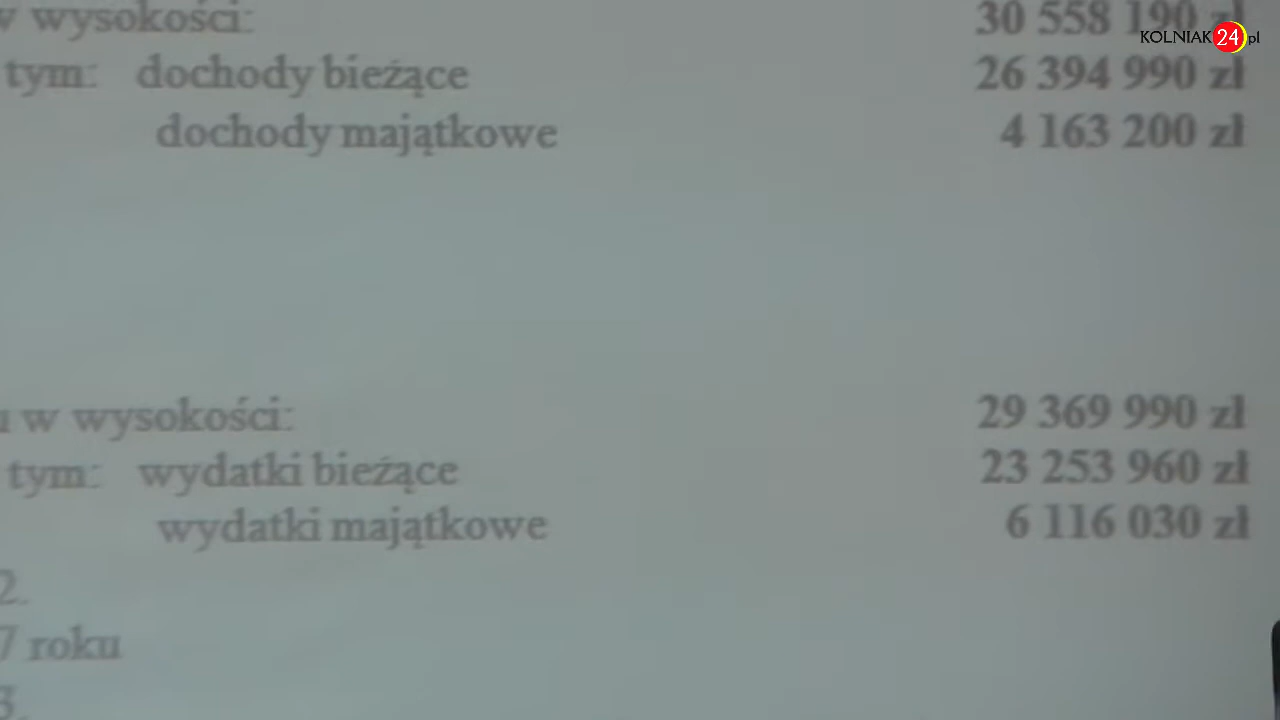 w wysokości: 30 558 190 zł
KOLNIAK24pl
tym: dochody bieżące 26 394 990 zł
dochody majątkowe 4 163 200 zł
u w wysokości: 29 369 990 zł
tym: wydatki bieżące 23 253 960 zł
wydatki majątkowe 6 116 030 zł
2.
7 roku
3.